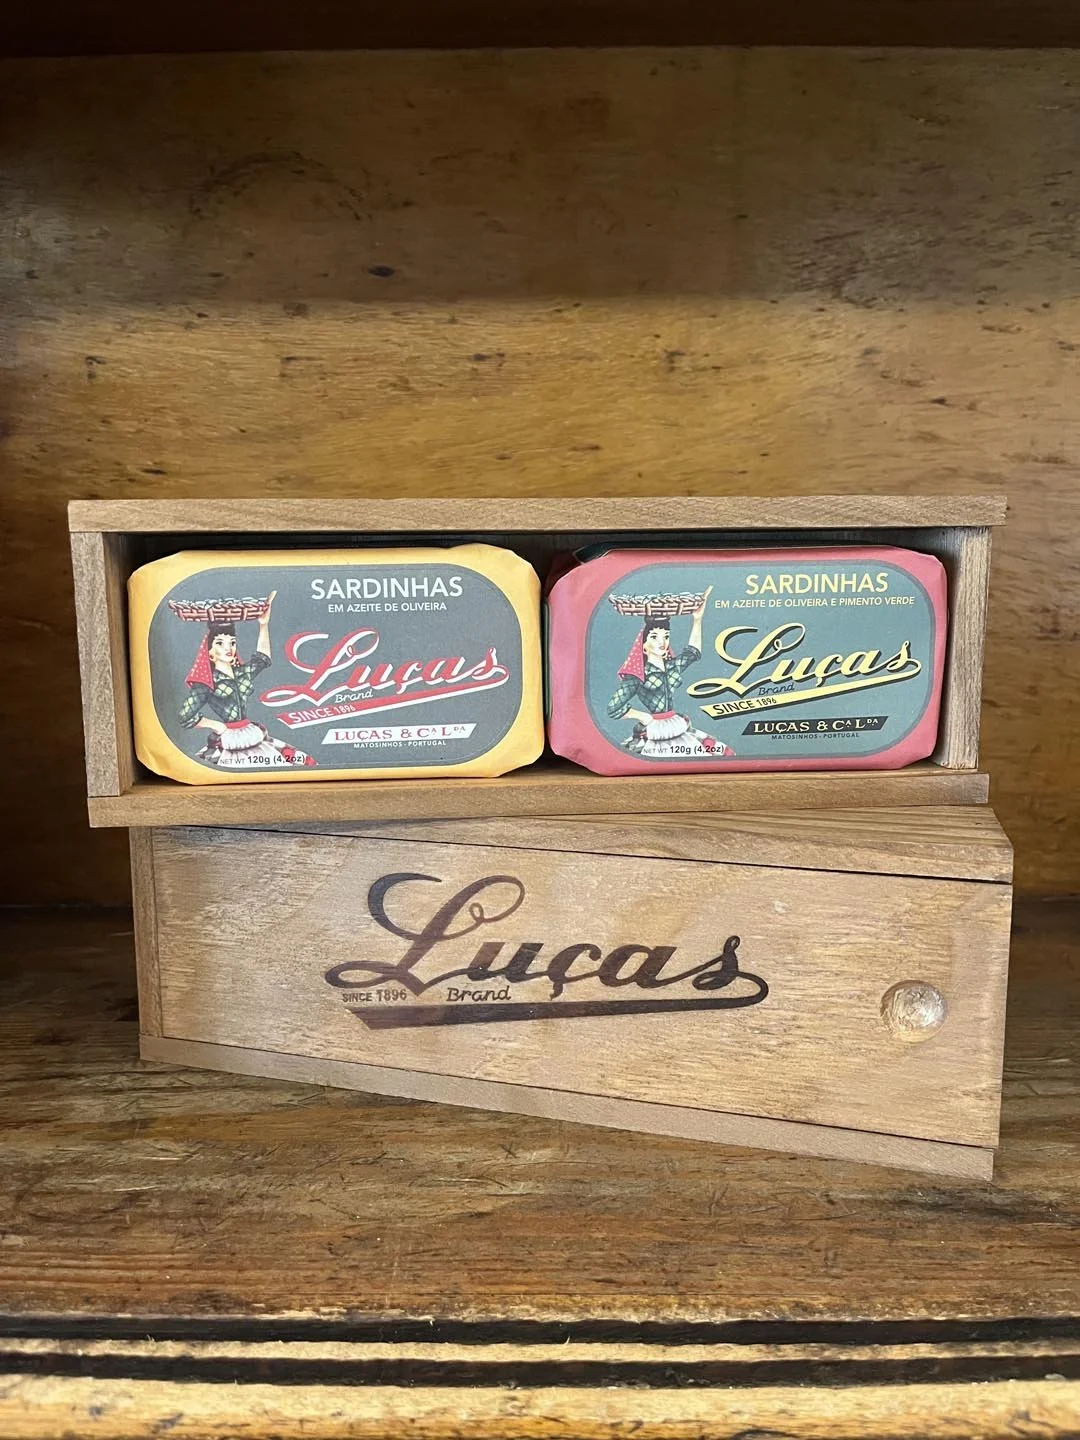 SARDINHAS
EM AZEITE DE OLIVEIRA
Luças
Brand
SINCE 1896
LUÇAS & Cᴬ Lᴰᴬ
MATOSINHOS - PORTUGAL
NET WT 120g (4,2oz)
SARDINHAS
EM AZEITE DE OLIVEIRA E PIMENTO VERDE
Luças
Brand
SINCE 1896
LUÇAS & Cᴬ Lᴰᴬ
MATOSINHOS - PORTUGAL
NET WT 120g (4,2oz)
Luças
SINCE 1896 Brand